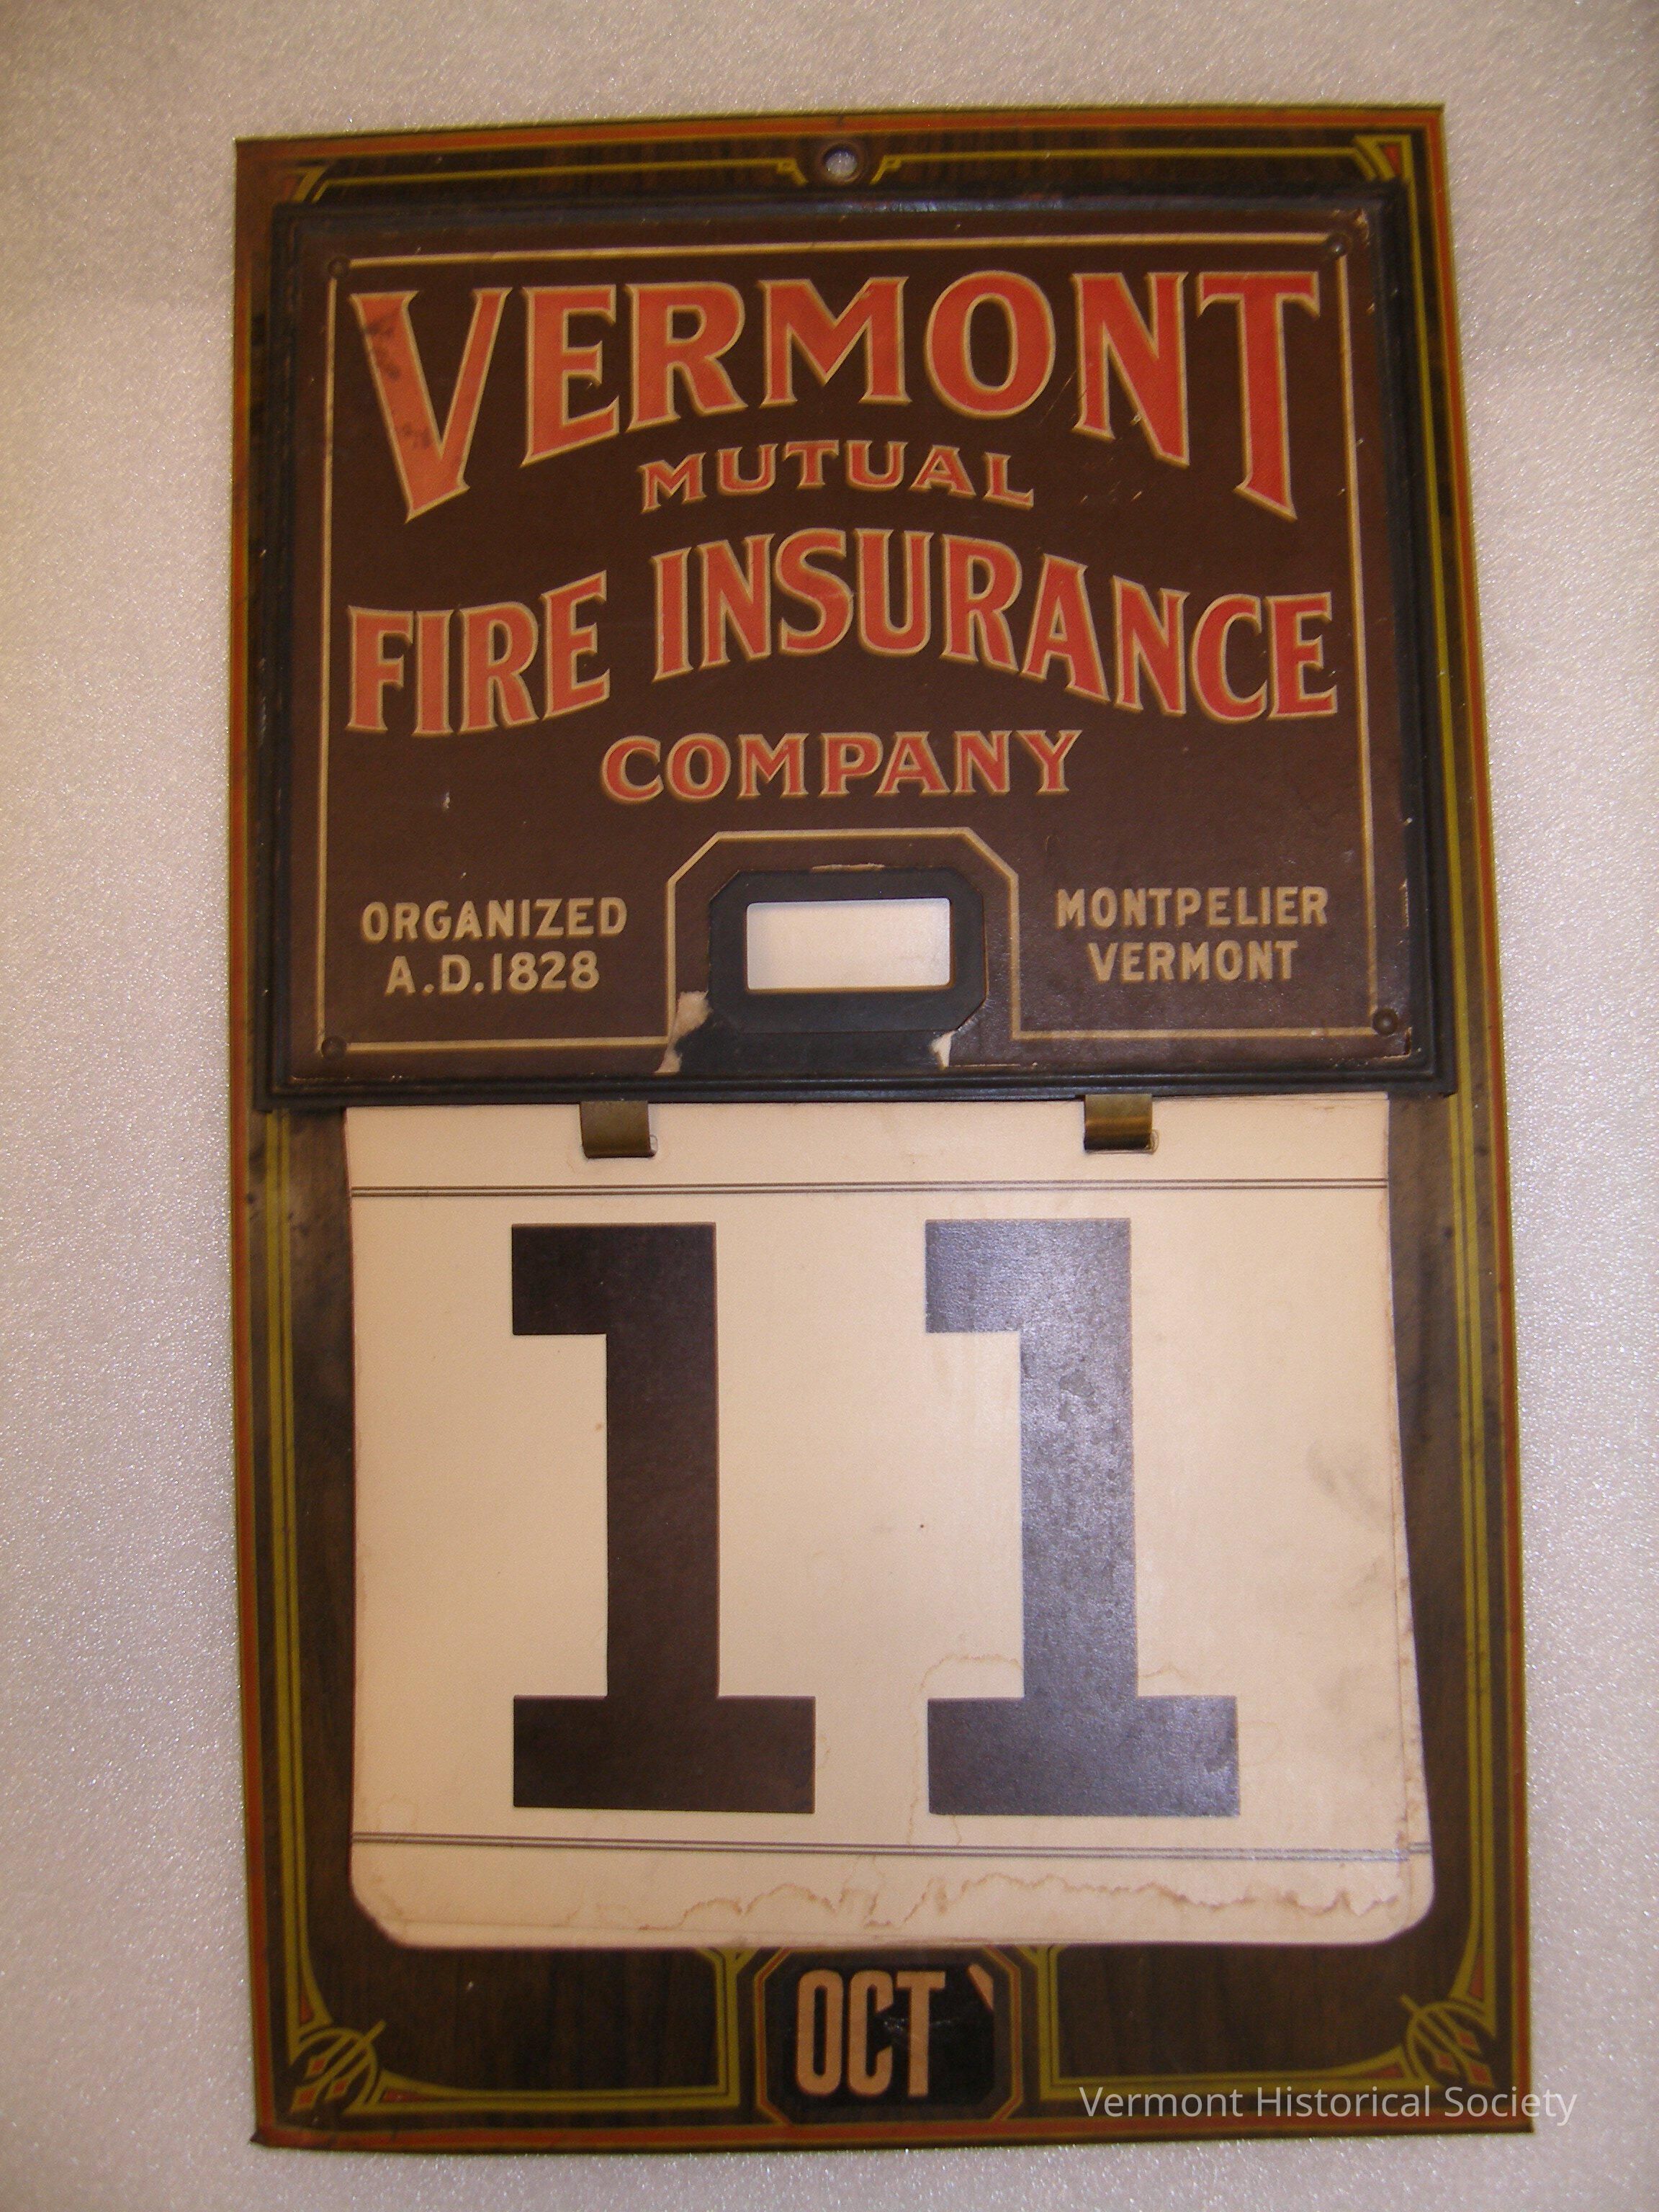 VERMONT
MUTUAL
FIRE INSURANCE
COMPANY
ORGANIZED
A.D.1828
MONTPELIER
VERMONT
11
OCT
Vermont Historical Society